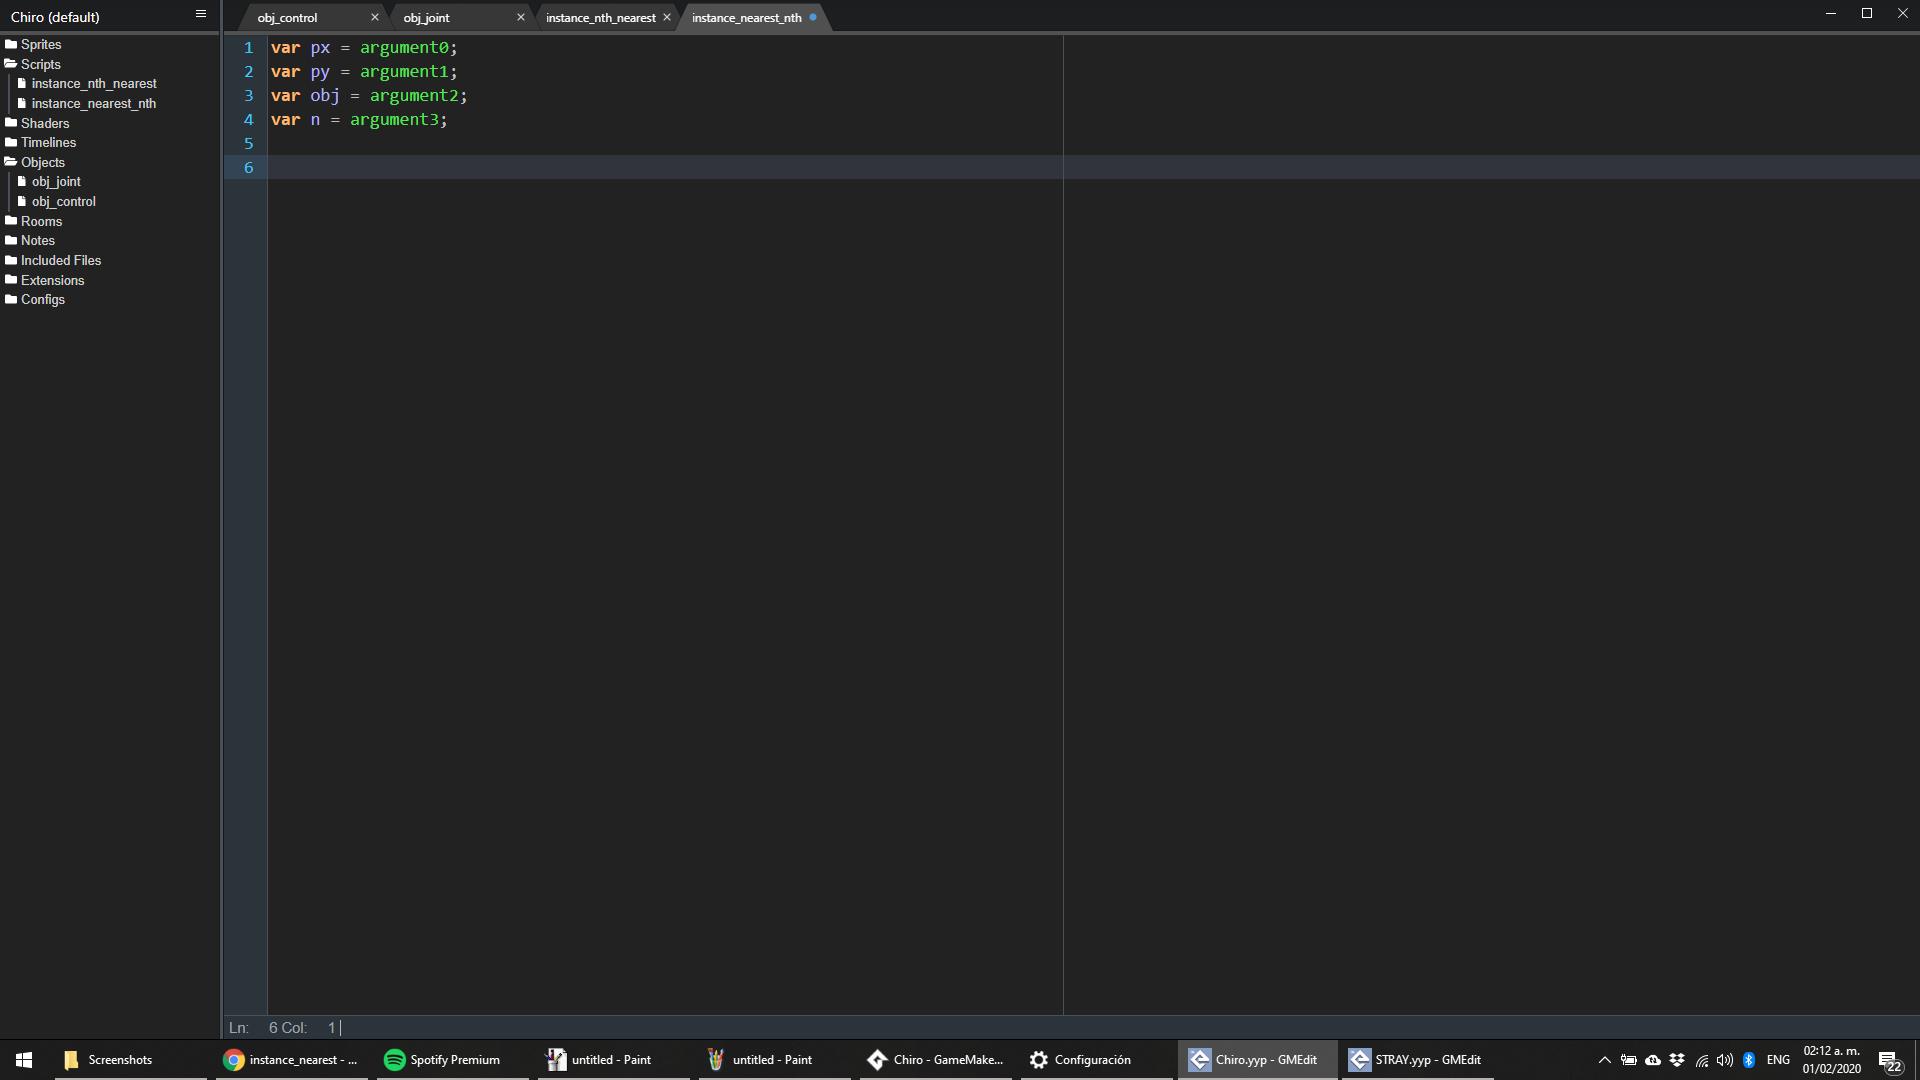 Chiro (default)
obj_control
obj_joint
instance_nth_nearest
instance_nearest_nth
Sprites
Scripts
instance_nth_nearest
instance_nearest_nth
Shaders
Timelines
Objects
obj_joint
obj_control
Rooms
Notes
Included Files
Extensions
Configs
1 var px = argument0;
2 var py = argument1;
3 var obj = argument2;
4 var n = argument3;
5
6
Ln: 6 Col: 1
Screenshots
instance_nearest - ...
Spotify Premium
untitled - Paint
untitled - Paint
Chiro - GameMake...
Configuración
Chiro.yyp - GMEdit
STRAY.yyp - GMEdit
ENG
02:12 a. m.
01/02/2020
22